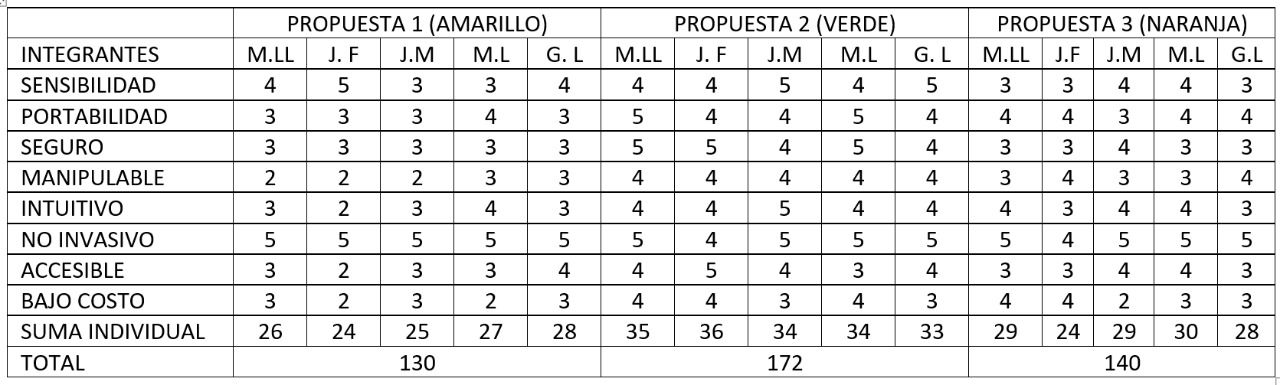 PROPUESTA 1 (AMARILLO) PROPUESTA 2 (VERDE) PROPUESTA 3 (NARANJA)
INTEGRANTES M.LL J. F J.M M.L G. L M.LL J. F J.M M.L G. L M.LL J.F J.M M.L G.L
SENSIBILIDAD 4 5 3 3 4 4 4 5 4 5 3 3 4 4 3
PORTABILIDAD 3 3 3 4 3 5 4 4 5 4 4 4 3 4 4
SEGURO 3 3 3 3 3 5 5 4 5 4 3 3 4 3 3
MANIPULABLE 2 2 2 3 3 4 4 4 4 4 3 4 3 3 4
INTUITIVO 3 2 3 4 3 4 4 5 4 4 4 3 4 4 3
NO INVASIVO 5 5 5 5 5 5 4 5 5 5 5 4 5 5 5
ACCESIBLE 3 2 3 3 4 4 5 4 3 4 3 3 4 4 3
BAJO COSTO 3 2 3 2 3 4 4 3 4 3 4 4 2 3 3
SUMA INDIVIDUAL 26 24 25 27 28 35 36 34 34 33 29 24 29 30 28
TOTAL 130 172 140